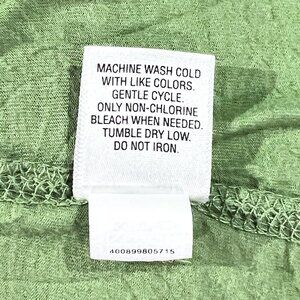 MACHINE WASH COLD
WITH LIKE COLORS.
GENTLE CYCLE.
ONLY NON-CHLORINE
BLEACH WHEN NEEDED.
TUMBLE DRY LOW.
DO NOT IRON.
400899805715